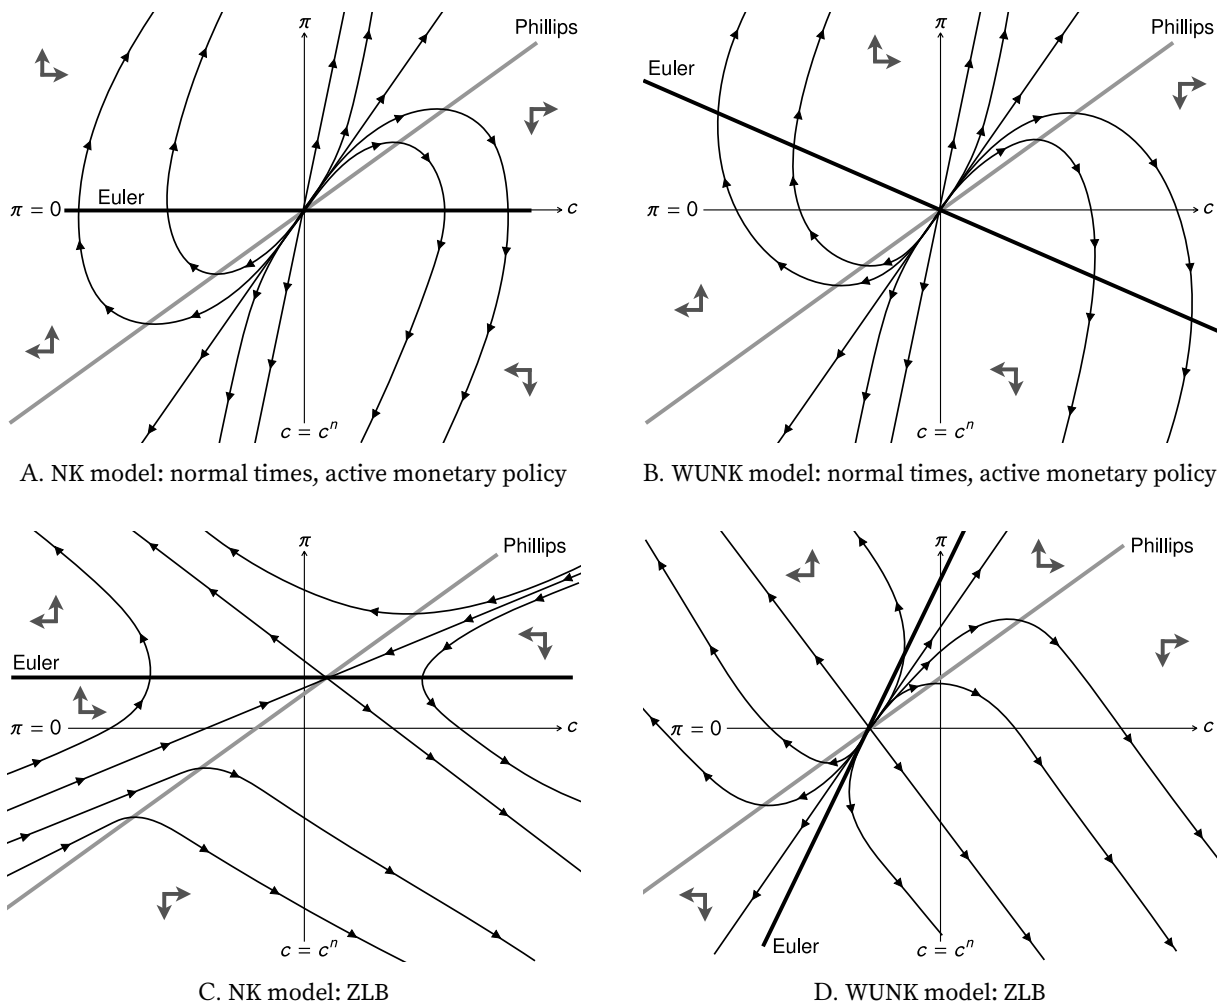 π
Phillips
Euler
π = 0
c
c = cⁿ
A. NK model: normal times, active monetary policy
π
Phillips
Euler
π = 0
c
c = cⁿ
B. WUNK model: normal times, active monetary policy
π
Phillips
Euler
π = 0
c
c = cⁿ
C. NK model: ZLB
π
Phillips
π = 0
c
Euler
c = cⁿ
D. WUNK model: ZLB